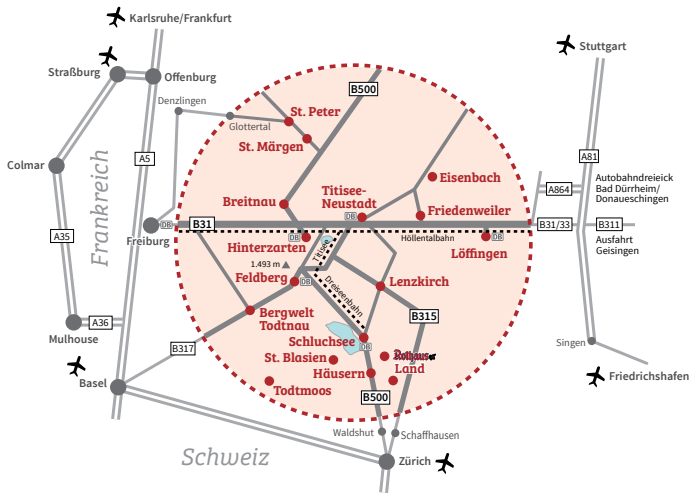 Karlsruhe/Frankfurt
Stuttgart
Straßburg
Offenburg
B500
Denzlingen
St. Peter
Glottertal
St. Märgen
A5
A81
Colmar
Frankreich
Eisenbach
Autobahndreieick
Bad Dürrheim/
Donaueschingen
A864
Titisee-
Neustadt
Breitnau
Friedenweiler
DB
B31
DB
B31/33
B311
Freiburg
A35
Hinterzarten
DB
Titisee
Höllentalbahn
DB
Löffingen
Ausfahrt
Geisingen
1.493 m
Feldberg
DB
Dreiseenbahn
Lenzkirch
Bergwelt
Todtnau
B315
A36
Mulhouse
B317
Schluchsee
DB
St. Blasien
Land
Häusern
Singen
Basel
Todtmoos
B500
Friedrichshafen
Waldshut
Schaffhausen
Schweiz
Zürich